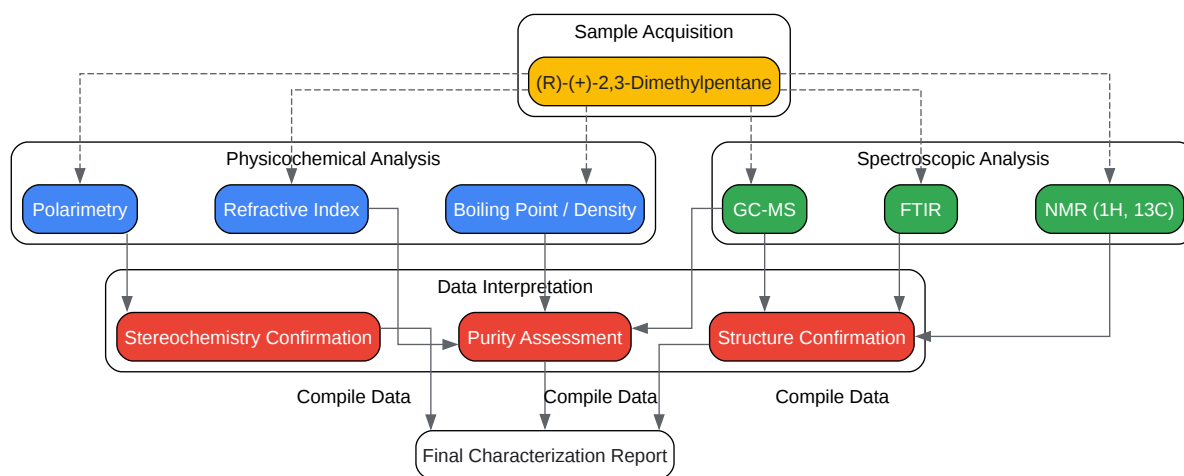 Sample Acquisition
(R)-(+)-2,3-Dimethylpentane
Physicochemical Analysis
Spectroscopic Analysis
Polarimetry
Refractive Index
Boiling Point / Density
GC-MS
FTIR
NMR (1H, 13C)
Data Interpretation
Stereochemistry Confirmation
Purity Assessment
Structure Confirmation
Compile Data
Compile Data
Compile Data
Final Characterization Report